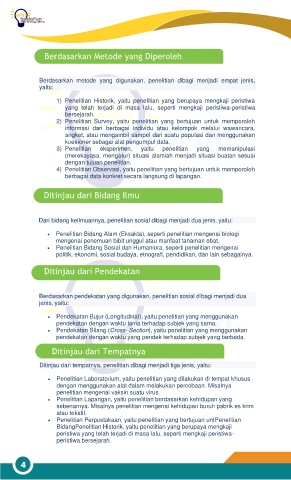 Berdasarkan Metode yang Diperoleh
Berdasarkan metode yang digunakan, penelitian dibagi menjadi empat jenis,
yaitu:
1) Penelitian Historik, yaitu penelitian yang berupaya mengkaji peristiwa
yang telah terjadi di masa lalu, seperti mengkaji peristiwa-peristiwa
bersejarah.
2) Penelitian Survey, yaitu penelitian yang bertujuan untuk memperoleh
informasi dari berbagai individu atau kelompok melalui wawancara,
angket, atau mengambil sampel dari suatu populasi dan menggunakan
kuesioner sebagai alat pengumpul data.
3) Penelitian eksperimen, yaitu penelitian yang memanipulasi
(merekayasa, mengatur) situasi alamiah menjadi situasi buatan sesuai
dengan tujuan penelitian.
4) Penelitian Observasi, yaitu penelitian yang bertujuan untuk memperoleh
berbagai data konkret secara langsung di lapangan.
Ditinjau dari Bidang Ilmu
Dari bidang keilmuannya, penelitian sosial dibagi menjadi dua jenis, yaitu:
• Penelitian Bidang Alam (Eksakta), seperti penelitian mengenai biologi
mengenai penemuan bibit unggul atau manfaat tanaman obat.
• Penelitian Bidang Sosial dan Humaniora, seperti penelitian mengenai
politik, ekonomi, sosial budaya, etnografi, pendidikan, dan lain sebagainya.
Ditinjau dari Pendekatan
Berdasarkan pendekatan yang digunakan, penelitian sosial dibagi menjadi dua
jenis, yaitu:
• Pendekatan Bujur (Longitudinal), yaitu penelitian yang menggunakan
pendekatan dengan waktu lama terhadap subjek yang sama.
• Pendekatan Silang (Cross- Section), yaitu penelitian yang menggunakan
pendekatan dengan waktu yang pendek terhadap subjek yang berbeda.
Ditinjau dari Tempatnya
Ditinjau dari tempatnya, penelitian dibagi menjadi tiga jenis, yaitu:
• Penelitian Laboratorium, yaitu penelitian yang dilakukan di tempat khusus
dengan menggunakan alat dalam melakukan percobaan. Misalnya
penelitian mengenai vaksin suatu virus.
• Penelitian Lapangan, yaitu penelitian berdasarkan kehidupan yang
sebenarnya. Misalnya penelitian mengenai kehidupan buruh pabrik es krim
atau tekstil.
• Penelitian Perpustakaan, yaitu penelitian yang bertujuan untPenelitian
BidangPenelitian Historik, yaitu penelitian yang berupaya mengkaji
peristiwa yang telah terjadi di masa lalu, seperti mengkaji peristiwa-
peristiwa bersejarah.
4